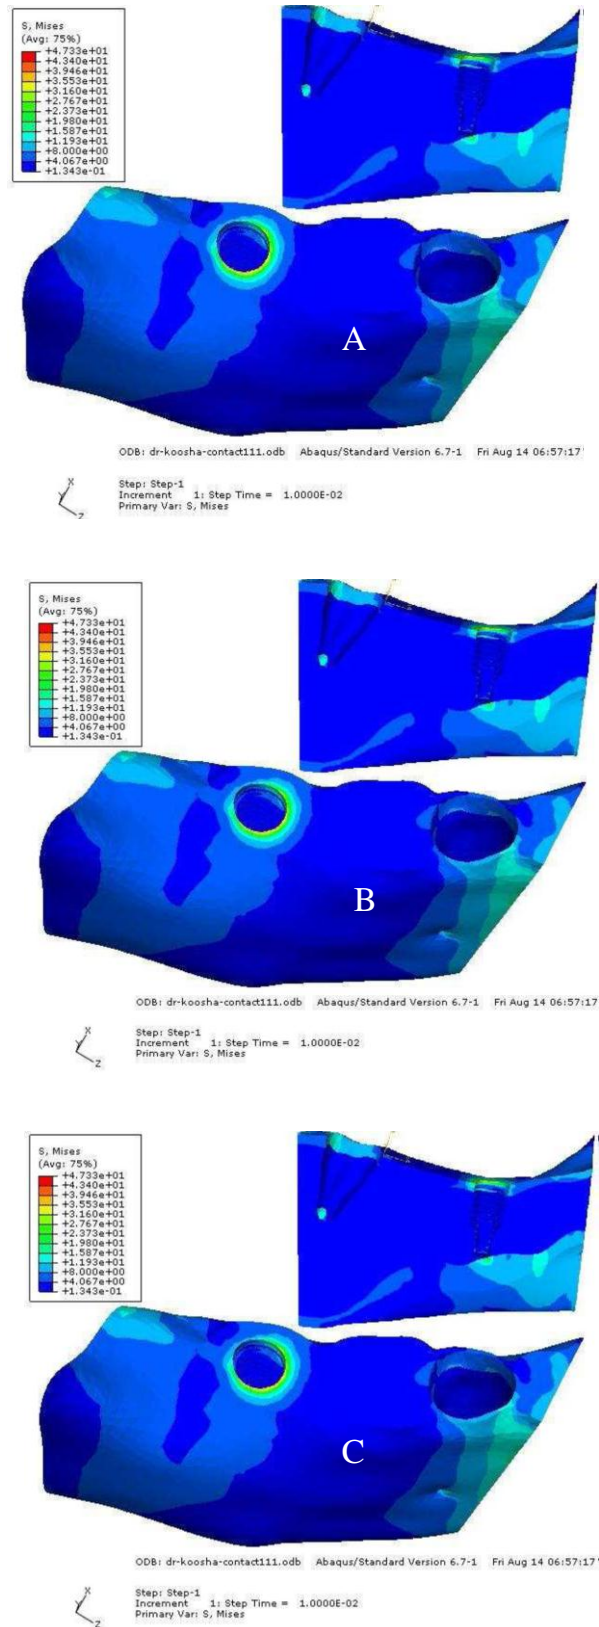 S, Mises
(Avg: 75%)
+4.733e+01
+4.340e+01
+3.946e+01
+3.553e+01
+3.160e+01
+2.767e+01
+2.373e+01
+1.980e+01
+1.587e+01
+1.193e+01
+8.000e+00
+4.067e+00
+1.343e-01
A
ODB: dr-koosha-contact111.odb Abaqus/Standard Version 6.7-1 Fri Aug 14 06:57:17
X
Y
Z
Step: Step-1
Increment 1: Step Time = 1.0000E-02
Primary Var: S, Mises
S, Mises
(Avg: 75%)
+4.733e+01
+4.340e+01
+3.946e+01
+3.553e+01
+3.160e+01
+2.767e+01
+2.373e+01
+1.980e+01
+1.587e+01
+1.193e+01
+8.000e+00
+4.067e+00
+1.343e-01
B
ODB: dr-koosha-contact111.odb Abaqus/Standard Version 6.7-1 Fri Aug 14 06:57:17
X
Y
Z
Step: Step-1
Increment 1: Step Time = 1.0000E-02
Primary Var: S, Mises
S, Mises
(Avg: 75%)
+4.733e+01
+4.340e+01
+3.946e+01
+3.553e+01
+3.160e+01
+2.767e+01
+2.373e+01
+1.980e+01
+1.587e+01
+1.193e+01
+8.000e+00
+4.067e+00
+1.343e-01
C
ODB: dr-koosha-contact111.odb Abaqus/Standard Version 6.7-1 Fri Aug 14 06:57:17
X
Y
Z
Step: Step-1
Increment 1: Step Time = 1.0000E-02
Primary Var: S, Mises